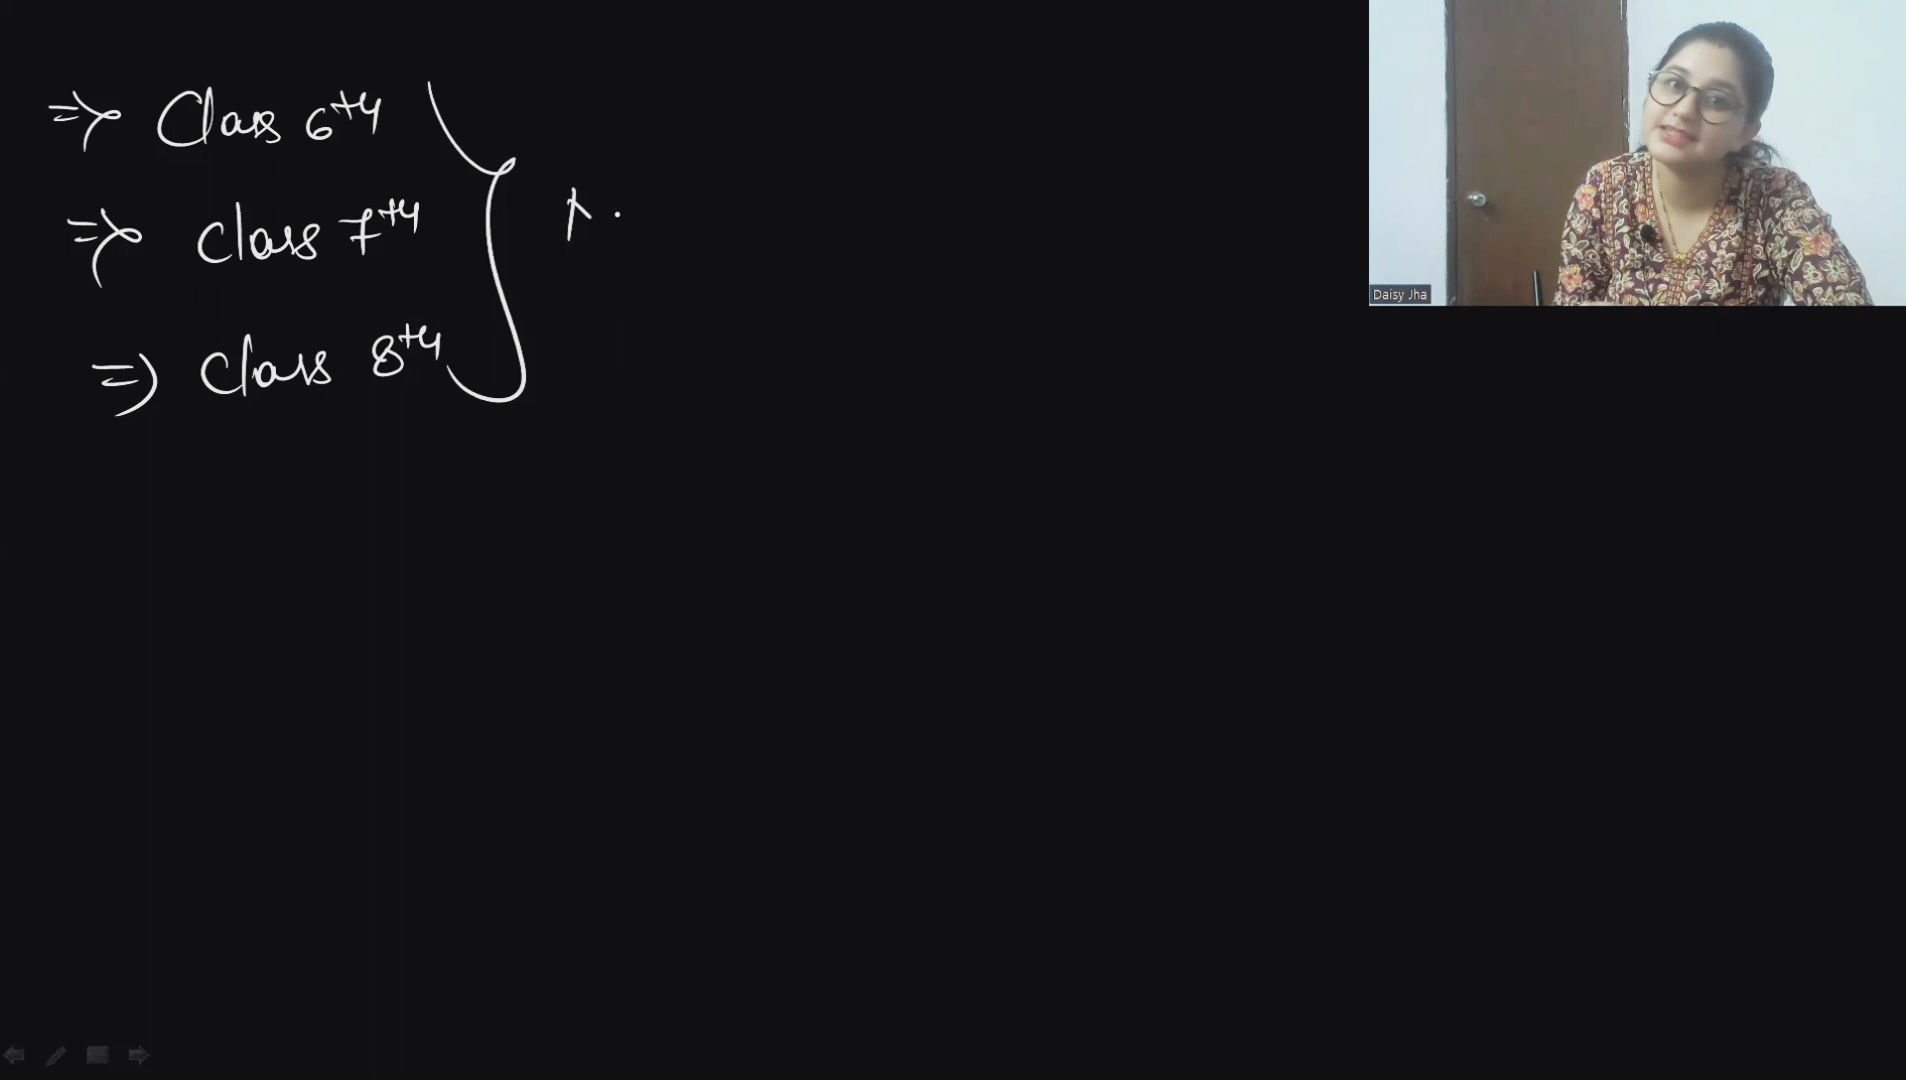 ⇒ Class 6th
⇒ Class 7th
⇒ Class 8th
Daisy Jha